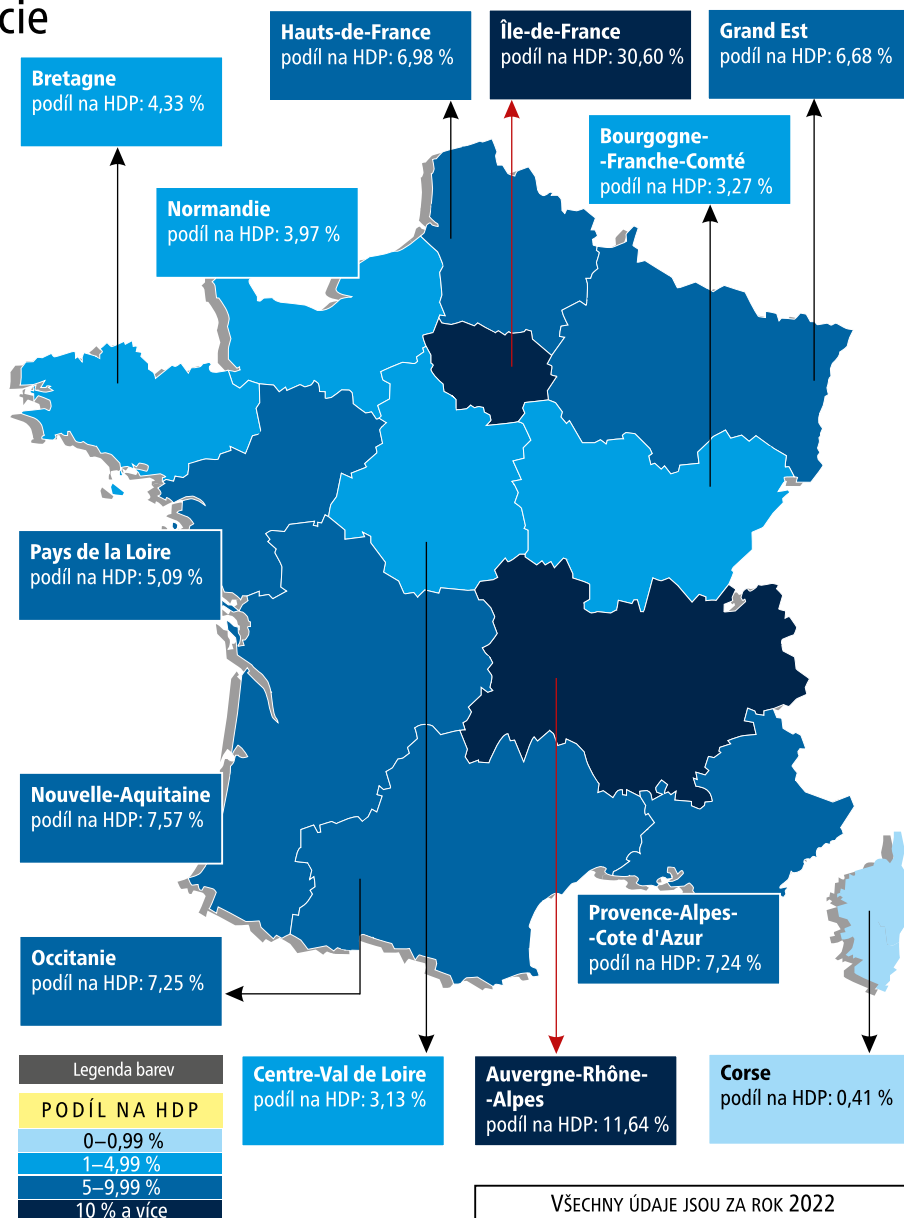 cie
Hauts-de-France
podíl na HDP: 6,98 %
Île-de-France
podíl na HDP: 30,60 %
Grand Est
podíl na HDP: 6,68 %
Bretagne
podíl na HDP: 4,33 %
Bourgogne-
-Franche-Comté
podíl na HDP: 3,27 %
Normandie
podíl na HDP: 3,97 %
Pays de la Loire
podíl na HDP: 5,09 %
Nouvelle-Aquitaine
podíl na HDP: 7,57 %
Provence-Alpes-
-Cote d'Azur
podíl na HDP: 7,24 %
Occitanie
podíl na HDP: 7,25 %
Centre-Val de Loire
podíl na HDP: 3,13 %
Auvergne-Rhône-
-Alpes
podíl na HDP: 11,64 %
Corse
podíl na HDP: 0,41 %
Legenda barev
PODÍL NA HDP
0–0,99 %
1–4,99 %
5–9,99 %
10 % a více
VŠECHNY ÚDAJE JSOU ZA ROK 2022